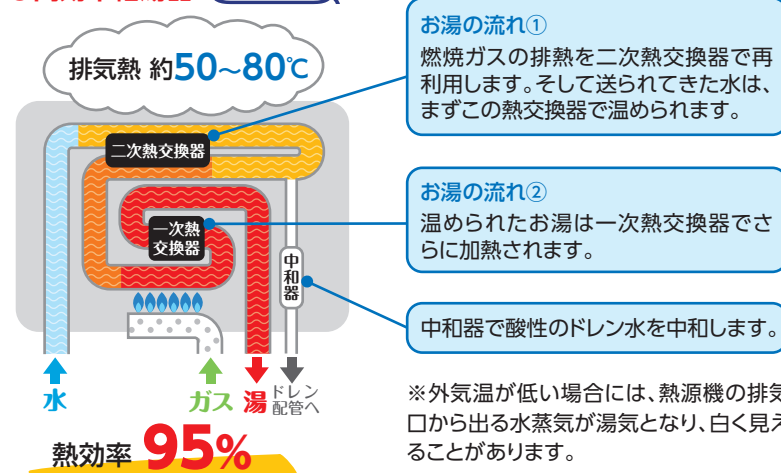 排気熱 約50～80℃
二次熱交換器
一次熱
交換器
中和器
水
ガス
湯
ドレン
配管へ
熱効率 95%
お湯の流れ①
燃焼ガスの排熱を二次熱交換器で再
利用します。そして送られてきた水は、
まずこの熱交換器で温められます。
お湯の流れ②
温められたお湯は一次熱交換器でさ
らに加熱されます。
中和器で酸性のドレン水を中和します。
※外気温が低い場合には、熱源機の排気
口から出る水蒸気が湯気となり、白く見え
ることがあります。